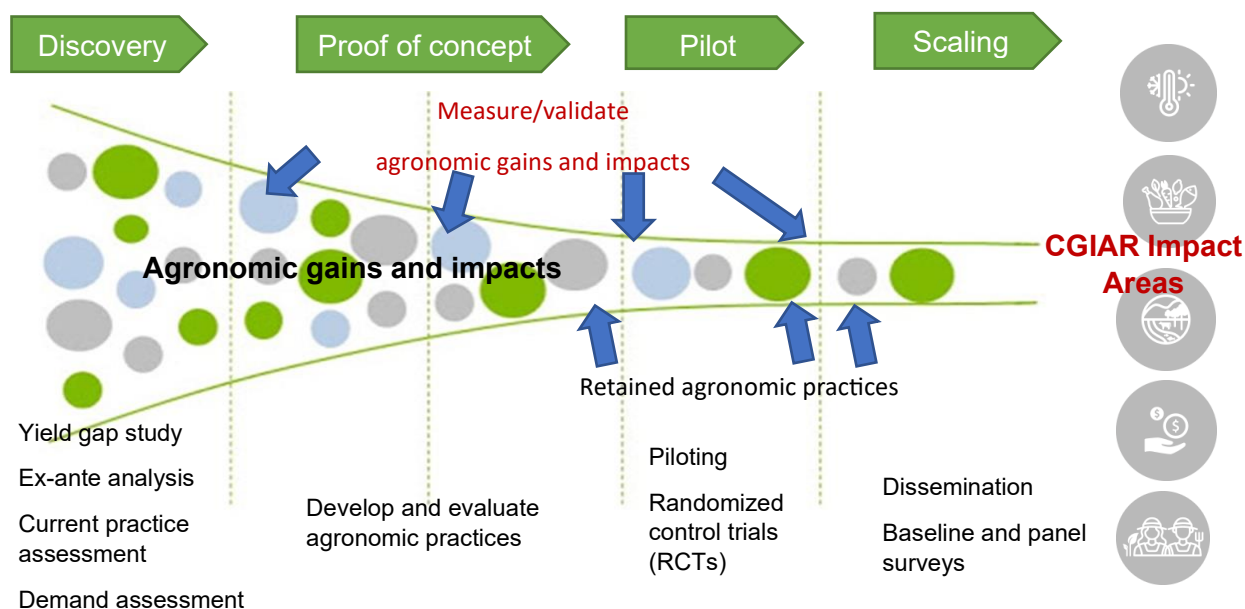 Discovery
Proof of concept
Pilot
Scaling
Measure/validate
agronomic gains and impacts
Agronomic gains and impacts
CGIAR Impact
Areas
Retained agronomic practices
Yield gap study
Ex-ante analysis
Current practice
assessment
Demand assessment
Develop and evaluate
agronomic practices
Piloting
Randomized
control trials
(RCTs)
Dissemination
Baseline and panel
surveys
$
$